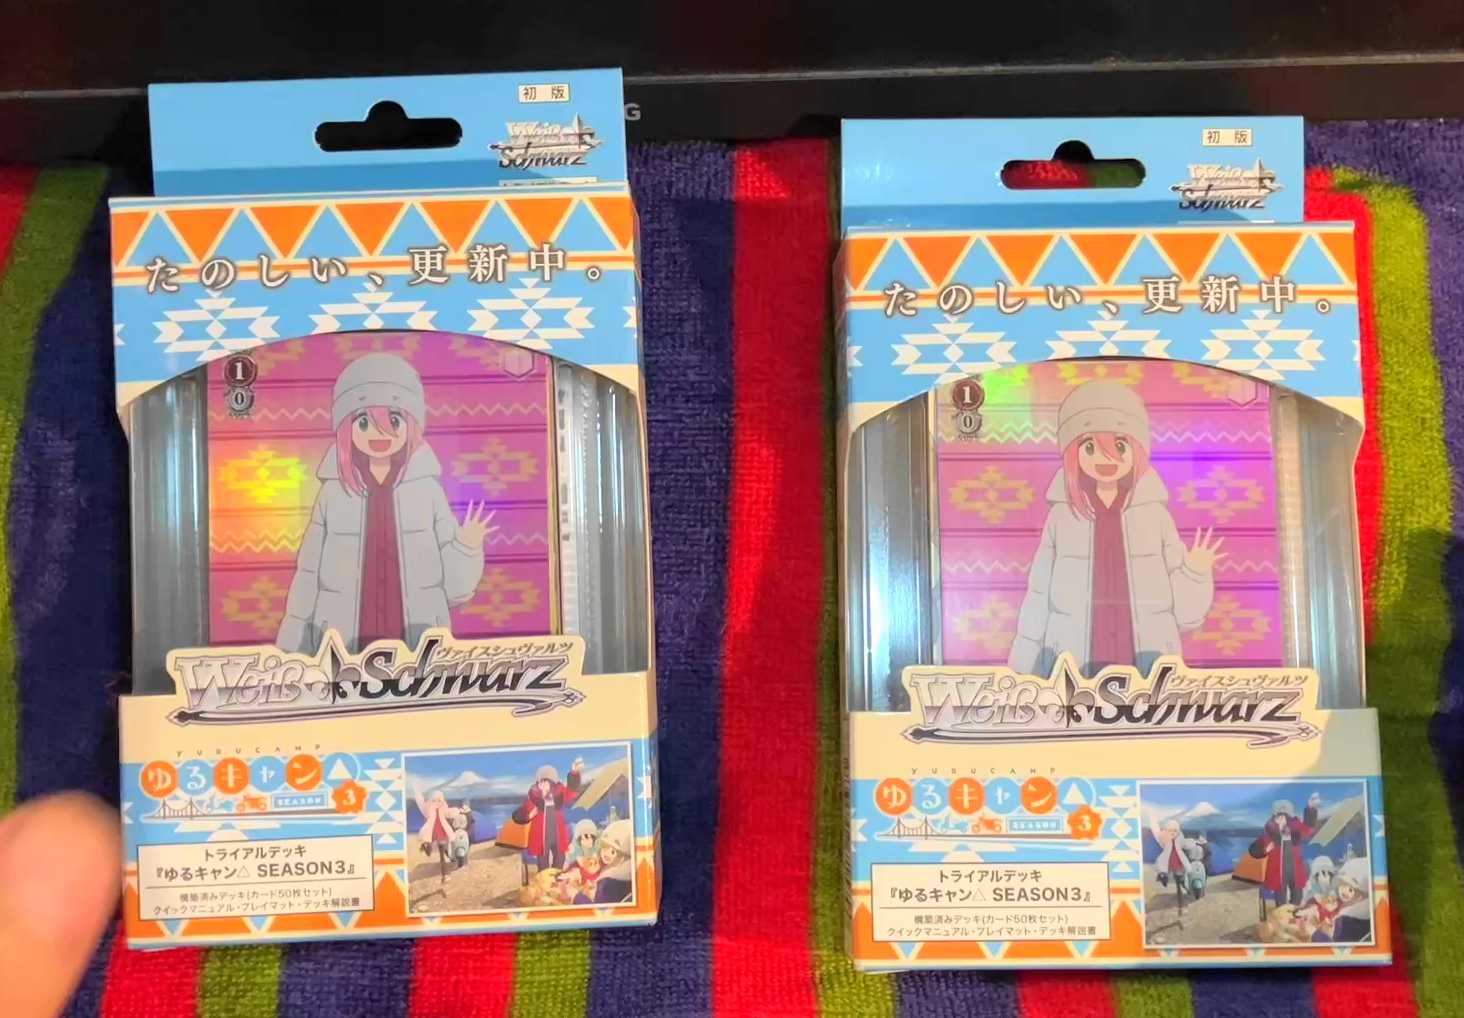 初版
Weiß
Schwarz
たのしい、更新中。
1
0
ヴァイスシュヴァルツ
Weiß Schwarz
YURUCAMP
ゆるキャン△
SEASON 3
トライアルデッキ
『ゆるキャン△ SEASON3』
構築済みデッキ(カード50枚セット)
クイックマニュアル・プレイマット・デッキ解説書
G
初版
Weiß
Schwarz
たのしい、更新中。
1
0
ヴァイスシュヴァルツ
Weiß Schwarz
YURUCAMP
ゆるキャン△
SEASON 3
トライアルデッキ
『ゆるキャン△ SEASON3』
構築済みデッキ(カード50枚セット)
クイックマニュアル・プレイマット・デッキ解説書